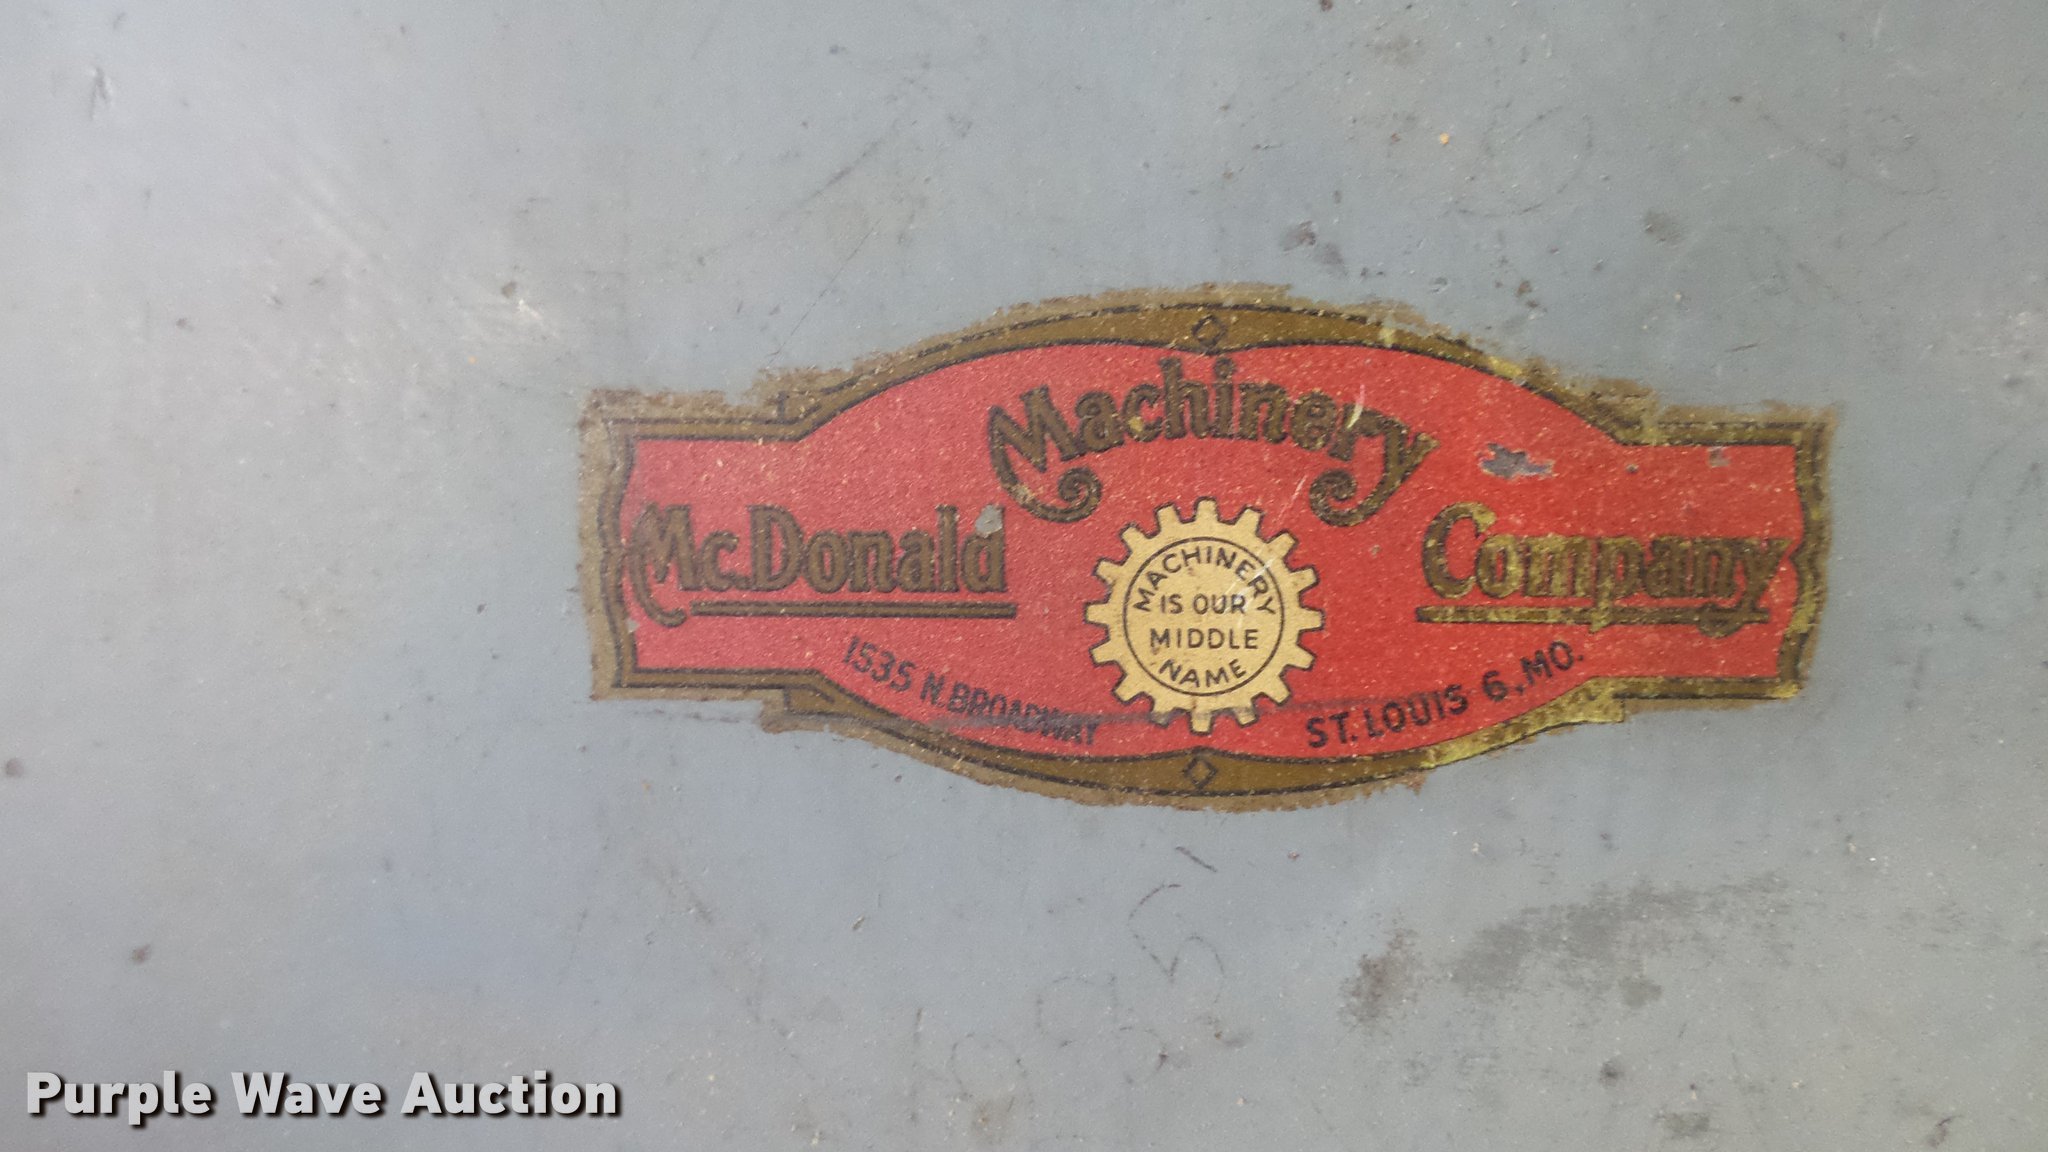 Machinery
McDonald
Company
MACHINERY
IS OUR
MIDDLE
NAME
1535 N. BROADWAY
ST. LOUIS 6, MO.
Purple Wave Auction